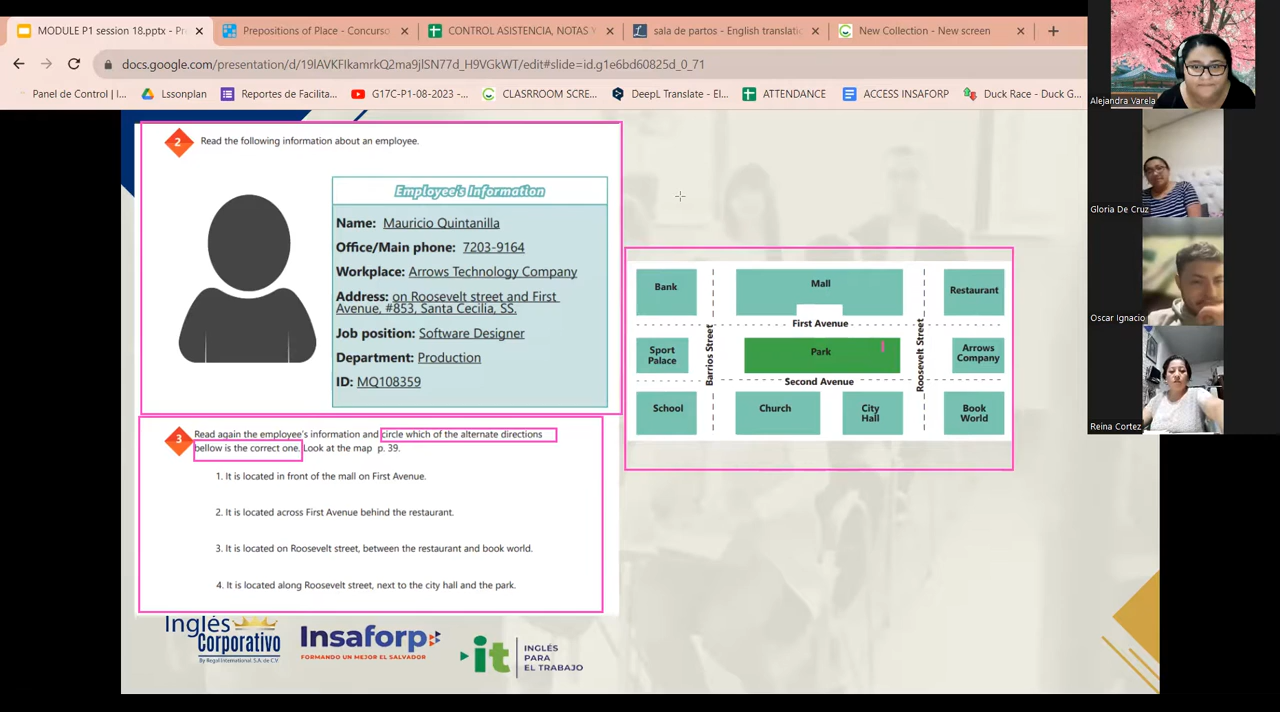 MODULE P1 session 18.pptx - Pr
Prepositions of Place - Concurso
CONTROL ASISTENCIA, NOTAS Y
sala de partos - English translati
New Collection - New screen
docs.google.com/presentation/d/19lAVKFIkamrkQ2ma9jlSN77d_H9VGkWT/edit#slide=id.g1e6bd60825d_0_71
Panel de Control | I...
Lssonplan
Reportes de Facilita...
G17C-P1-08-2023 -...
CLASRROOM SCRE...
DeepL Translate - El...
ATTENDANCE
ACCESS INSAFORP
Duck Race - Duck G...
2
Read the following information about an employee.
Employee's Information
Name: Mauricio Quintanilla
Office/Main phone: 7203-9164
Workplace: Arrows Technology Company
Address: on Roosevelt street and First
Avenue, #853, Santa Cecilia, SS.
Job position: Software Designer
Department: Production
ID: MQ108359
3
Read again the employee's information and circle which of the alternate directions
bellow is the correct one. Look at the map p. 39.
1. It is located in front of the mall on First Avenue.
2. It is located across First Avenue behind the restaurant.
3. It is located on Roosevelt street, between the restaurant and book world.
4. It is located along Roosevelt street, next to the city hall and the park.
Bank
Mall
Restaurant
First Avenue
Barrios Street
Roosevelt Street
Sport
Palace
Park
Arrows
Company
Second Avenue
School
Church
City
Hall
Book
World
Inglés
Corporativo
By Regal International, S.A. de C.V
Insaforp
FORMANDO UN MEJOR EL SALVADOR
it
INGLÉS
PARA
EL TRABAJO
Alejandra Varela
Gloria De Cruz
Oscar Ignacio
Reina Cortez